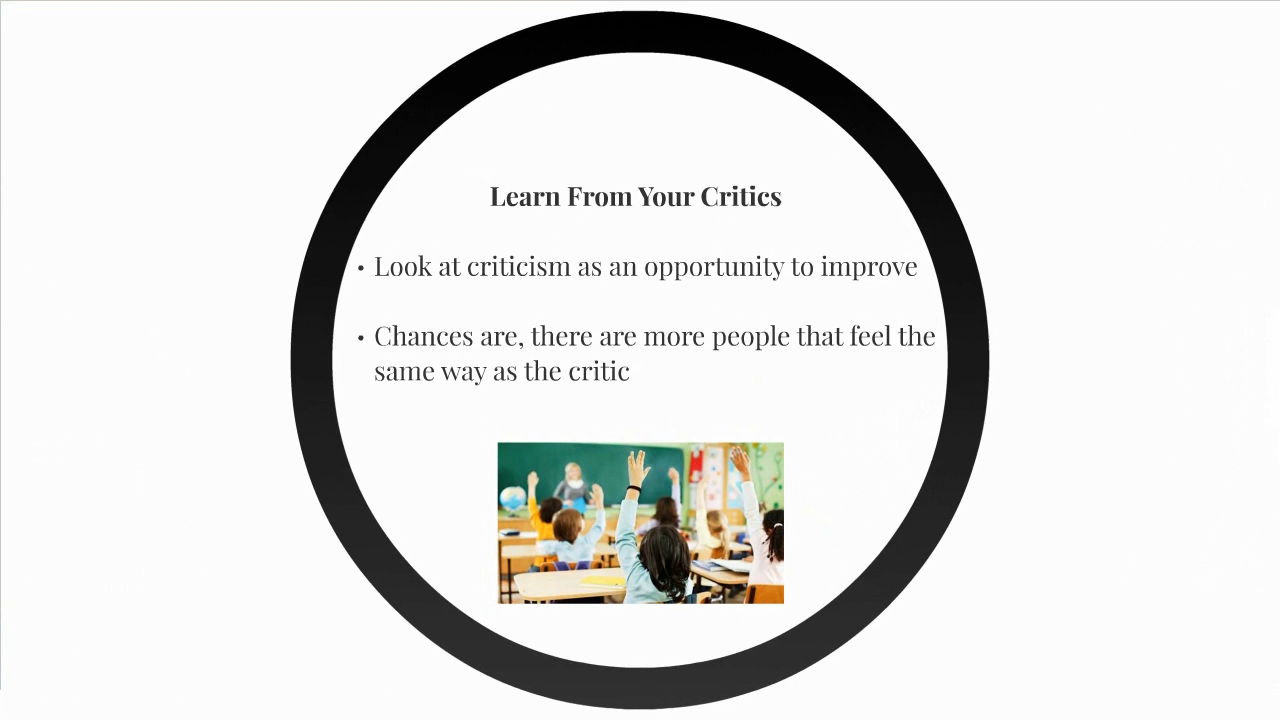 Learn From Your Critics
• Look at criticism as an opportunity to improve
• Chances are, there are more people that feel the
same way as the critic